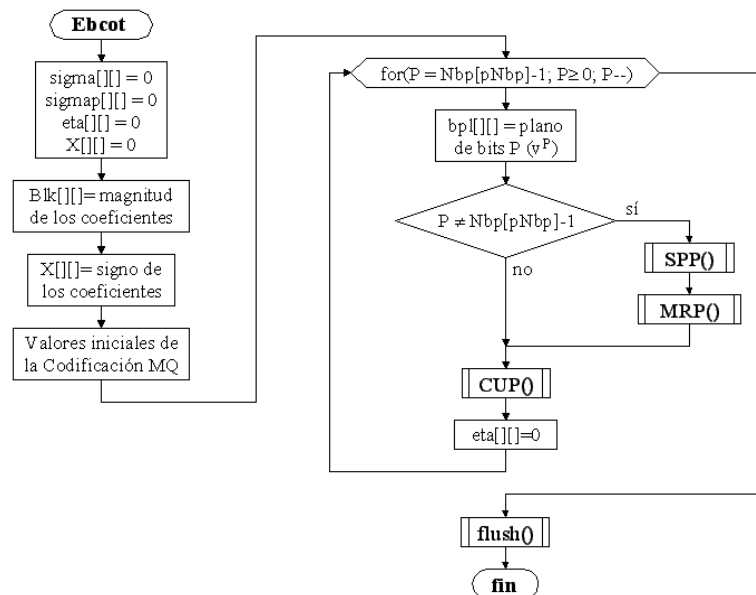 Ebcot
sigma[][] = 0
sigmap[][] = 0
eta[][] = 0
X[][] = 0
Blk[][]= magnitud
de los coeficientes
X[][]= signo de
los coeficientes
Valores iniciales de
la Codificación MQ
for(P = Nbp[pNbp]-1; P≥ 0; P--)
bpl[][] = plano
de bits P (v^P)
P ≠ Nbp[pNbp]-1
sí
no
SPP()
MRP()
CUP()
eta[][]=0
flush()
fin